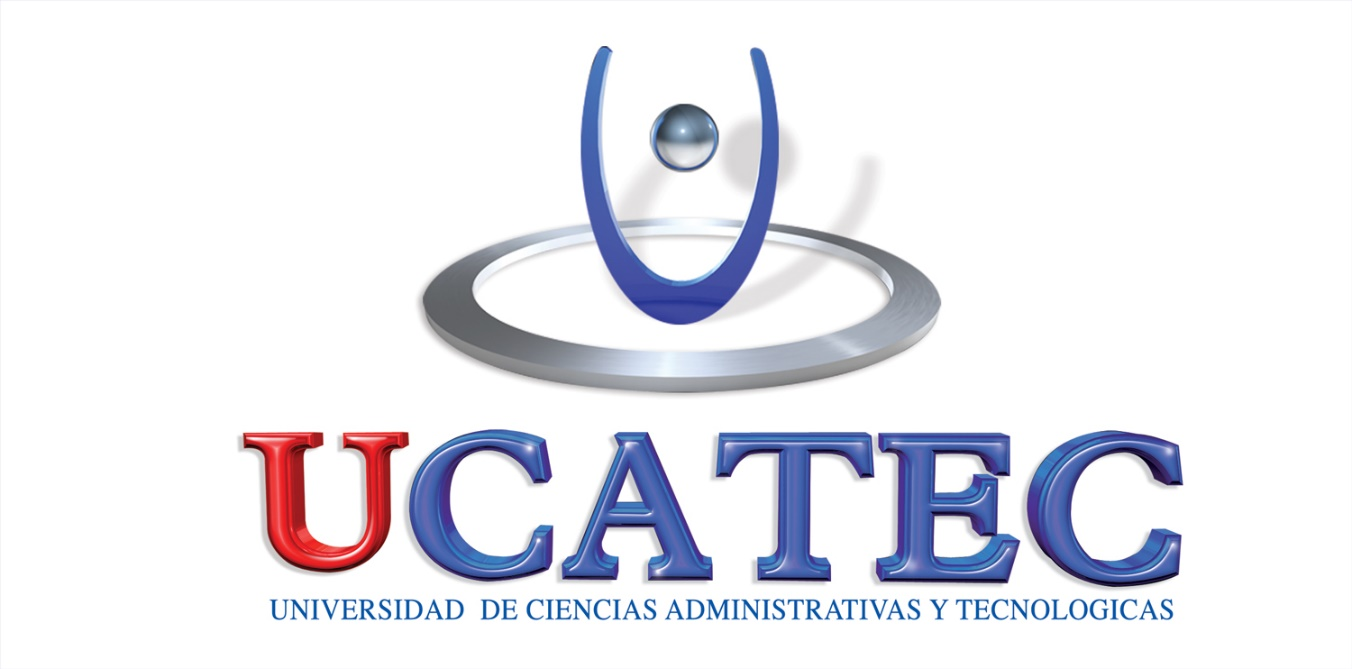 UCATEC
UNIVERSIDAD DE CIENCIAS ADMINISTRATIVAS Y TECNOLOGICAS